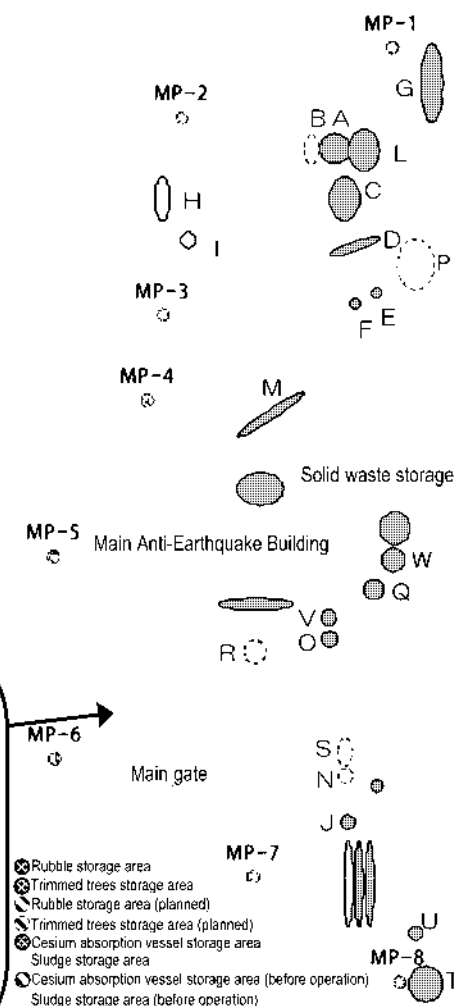 MP-1
G
MP-2
B A
L
H
C
I
D
P
MP-3
F E
MP-4
M
Solid waste storage
MP-5
Main Anti-Earthquake Building
W
Q
V
R
O
MP-6
S
Main gate
N
J
MP-7
Rubble storage area
Trimmed trees storage area
Rubble storage area (planned)
Trimmed trees storage area (planned)
U
Cesium absorption vessel storage area
Sludge storage area
MP-8
Cesium absorption vessel storage area (before operation)
T
Sludge storage area (before operation)